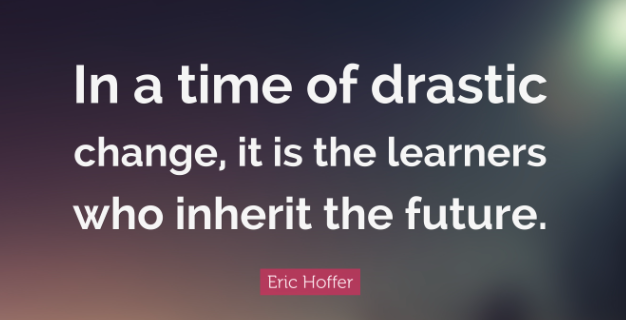 In a time of drastic
change, it is the learners
who inherit the future.
Eric Hoffer